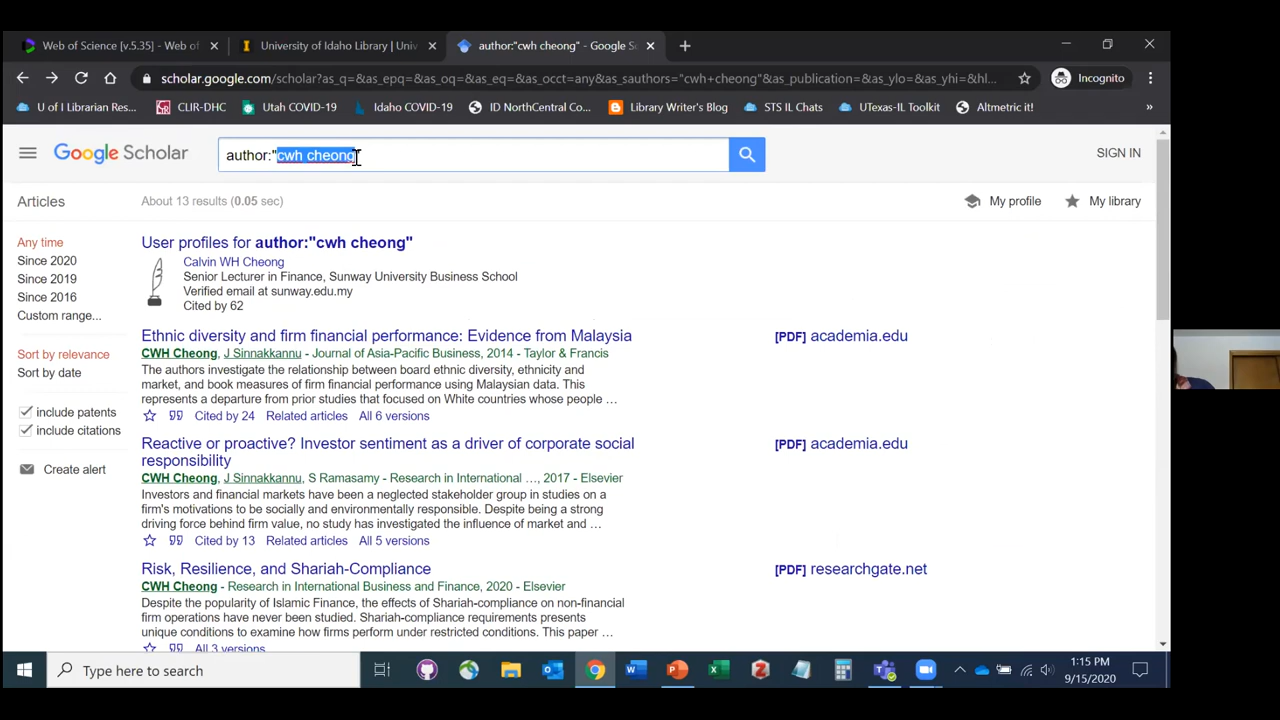 Web of Science [v.5.35] - Web of
University of Idaho Library | Univ
author:"cwh cheong" - Google Sc
scholar.google.com/scholar?as_q=&as_epq=&as_oq=&as_eq=&as_occt=any&as_sauthors="cwh+cheong"&as_publication=&as_ylo=&as_yhi=&hl...
Incognito
U of I Librarian Res...
CLIR-DHC
Utah COVID-19
Idaho COVID-19
ID NorthCentral Co...
Library Writer's Blog
STS IL Chats
UTexas-IL Toolkit
Altmetric it!
»
Google Scholar
author:"cwh cheong
SIGN IN
Articles
About 13 results (0.05 sec)
My profile
My library
Any time
Since 2020
Since 2019
Since 2016
Custom range...
Sort by relevance
Sort by date
include patents
include citations
Create alert
User profiles for author:"cwh cheong"
Calvin WH Cheong
Senior Lecturer in Finance, Sunway University Business School
Verified email at sunway.edu.my
Cited by 62
Ethnic diversity and firm financial performance: Evidence from Malaysia
[PDF] academia.edu
CWH Cheong, J Sinnakkannu - Journal of Asia-Pacific Business, 2014 - Taylor & Francis
The authors investigate the relationship between board ethnic diversity, ethnicity and
market, and book measures of firm financial performance using Malaysian data. This
represents a departure from prior studies that focused on White countries whose people ...
Cited by 24 Related articles All 6 versions
Reactive or proactive? Investor sentiment as a driver of corporate social
responsibility
[PDF] academia.edu
CWH Cheong, J Sinnakkannu, S Ramasamy - Research in International ..., 2017 - Elsevier
Investors and financial markets have been a neglected stakeholder group in studies on a
firm's motivations to be socially and environmentally responsible. Despite being a strong
driving force behind firm value, no study has investigated the influence of market and ...
Cited by 13 Related articles All 5 versions
Risk, Resilience, and Shariah-Compliance
[PDF] researchgate.net
CWH Cheong - Research in International Business and Finance, 2020 - Elsevier
Despite the popularity of Islamic Finance, the effects of Shariah-compliance on non-financial
firm operations have never been studied. Shariah-compliance requirements presents
unique conditions to examine how firms perform under restricted conditions. This paper ...
All 3 versions
Type here to search
1:15 PM
9/15/2020